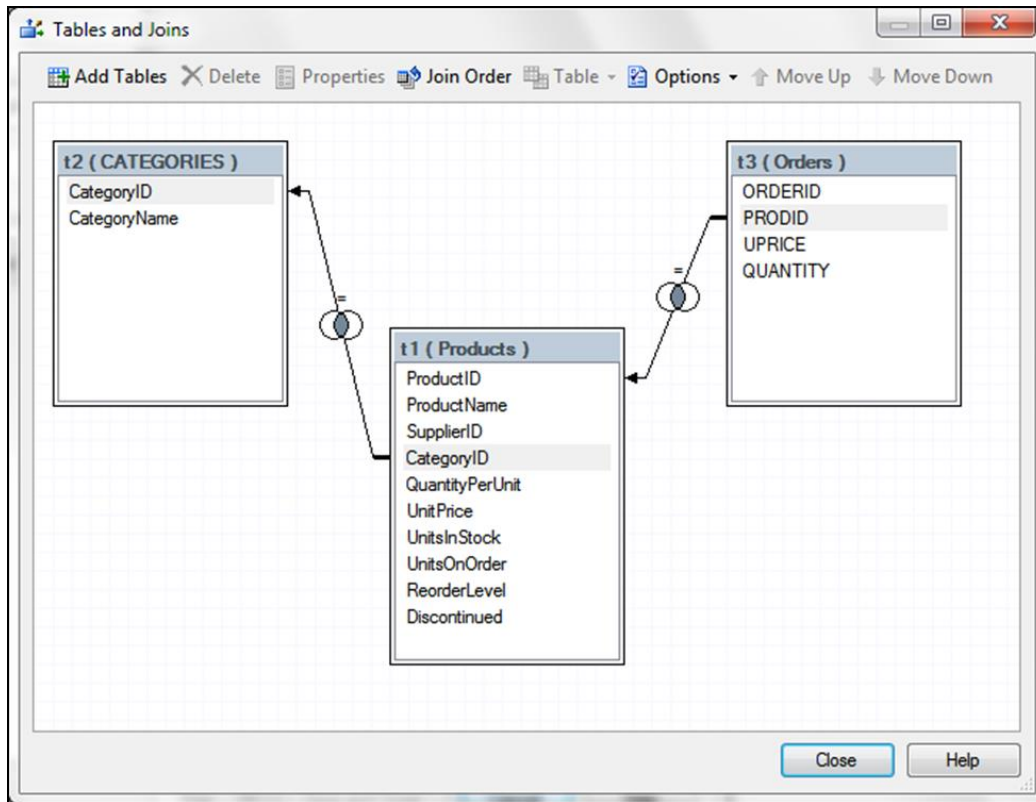 Tables and Joins
Add Tables Delete Properties Join Order Table Options Move Up Move Down
t2 ( CATEGORIES )
CategoryID
CategoryName
=
t1 ( Products )
ProductID
ProductName
SupplierID
CategoryID
QuantityPerUnit
UnitPrice
UnitsInStock
UnitsOnOrder
ReorderLevel
Discontinued
=
t3 ( Orders )
ORDERID
PRODID
UPRICE
QUANTITY
Close Help